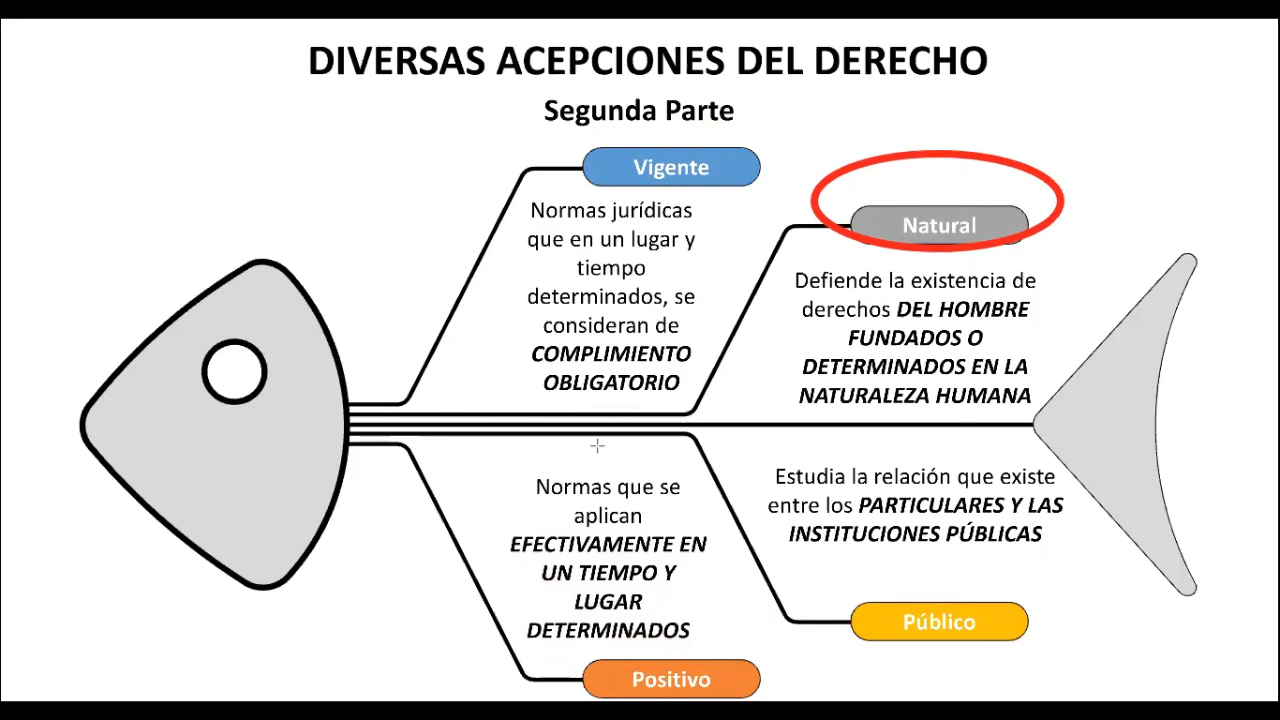 DIVERSAS ACEPCIONES DEL DERECHO
Segunda Parte
Vigente
Normas jurídicas
que en un lugar y
tiempo
determinados, se
consideran de
COMPLIMIENTO
OBLIGATORIO
Natural
Defiende la existencia de
derechos DEL HOMBRE
FUNDADOS O
DETERMINADOS EN LA
NATURALEZA HUMANA
Normas que se
aplican
EFECTIVAMENTE EN
UN TIEMPO Y
LUGAR
DETERMINADOS
Positivo
Estudia la relación que existe
entre los PARTICULARES Y LAS
INSTITUCIONES PÚBLICAS
Público